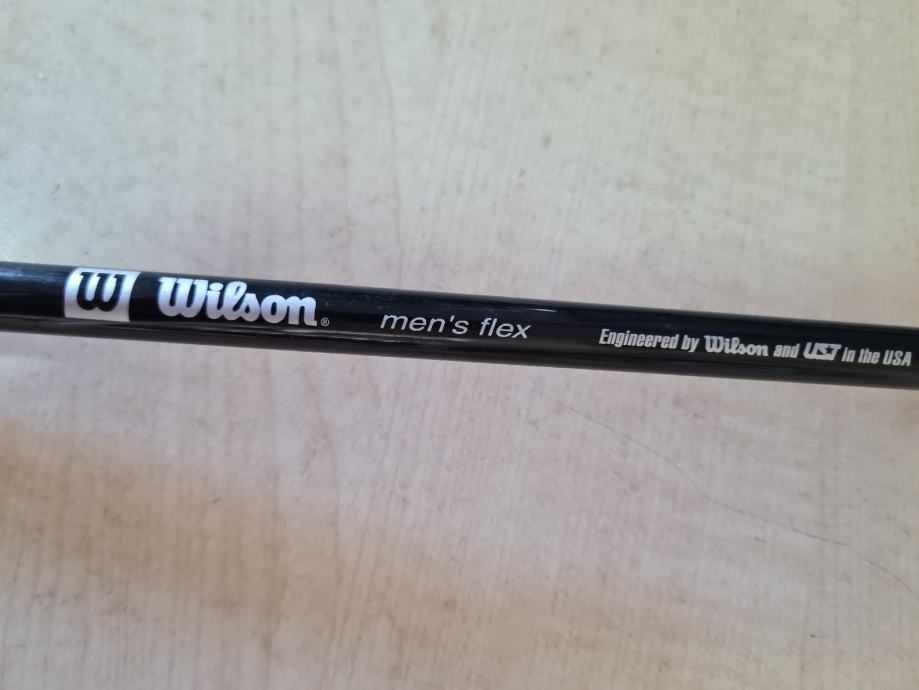 W Wilson® men's flex Engineered by Wilson and UST in the USA